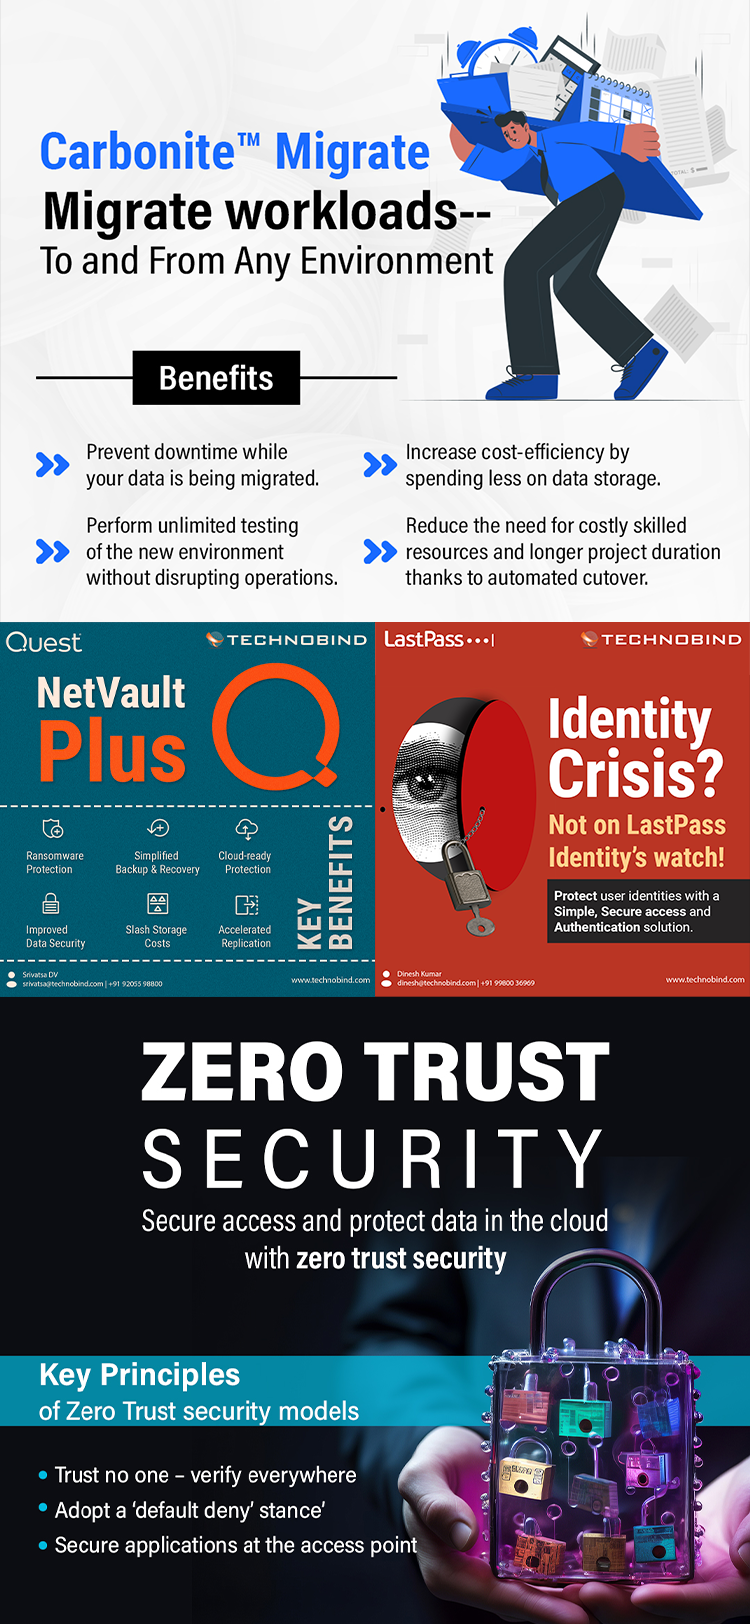 Carbonite™ Migrate
Migrate workloads--
To and From Any Environment
Benefits
Prevent downtime while
your data is being migrated.
Increase cost-efficiency by
spending less on data storage.
Perform unlimited testing
of the new environment
without disrupting operations.
Reduce the need for costly skilled
resources and longer project duration
thanks to automated cutover.
Quest
TECHNOBIND
NetVault
Plus
Ransomware
Protection
Simplified
Backup & Recovery
Cloud-ready
Protection
Improved
Data Security
Slash Storage
Costs
Accelerated
Replication
KEY
BENEFITS
Srivatsa DV
srivatsa@technobind.com | +91 92055 98800
www.technobind.com
LastPass•••|
TECHNOBIND
Identity
Crisis?
Not on LastPass
Identity's watch!
Protect user identities with a
Simple, Secure access and
Authentication solution.
Dinesh Kumar
dinesh@technobind.com | +91 99800 36969
www.technobind.com
ZERO TRUST
SECURITY
Secure access and protect data in the cloud
with zero trust security
Key Principles
of Zero Trust security models
• Trust no one – verify everywhere
• Adopt a ‘default deny’ stance’
• Secure applications at the access point